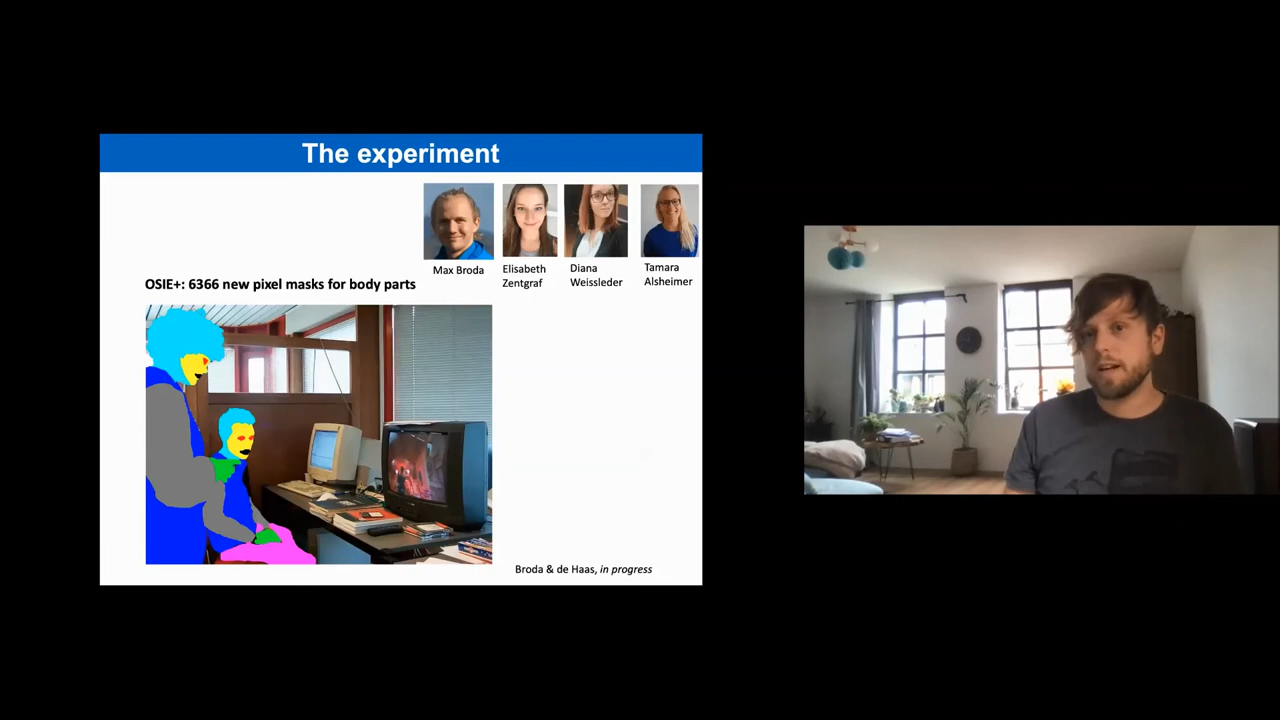 The experiment
Max Broda
Elisabeth
Zentgraf
Diana
Weissleder
Tamara
Alsheimer
OSIE+: 6366 new pixel masks for body parts
Broda & de Haas, in progress